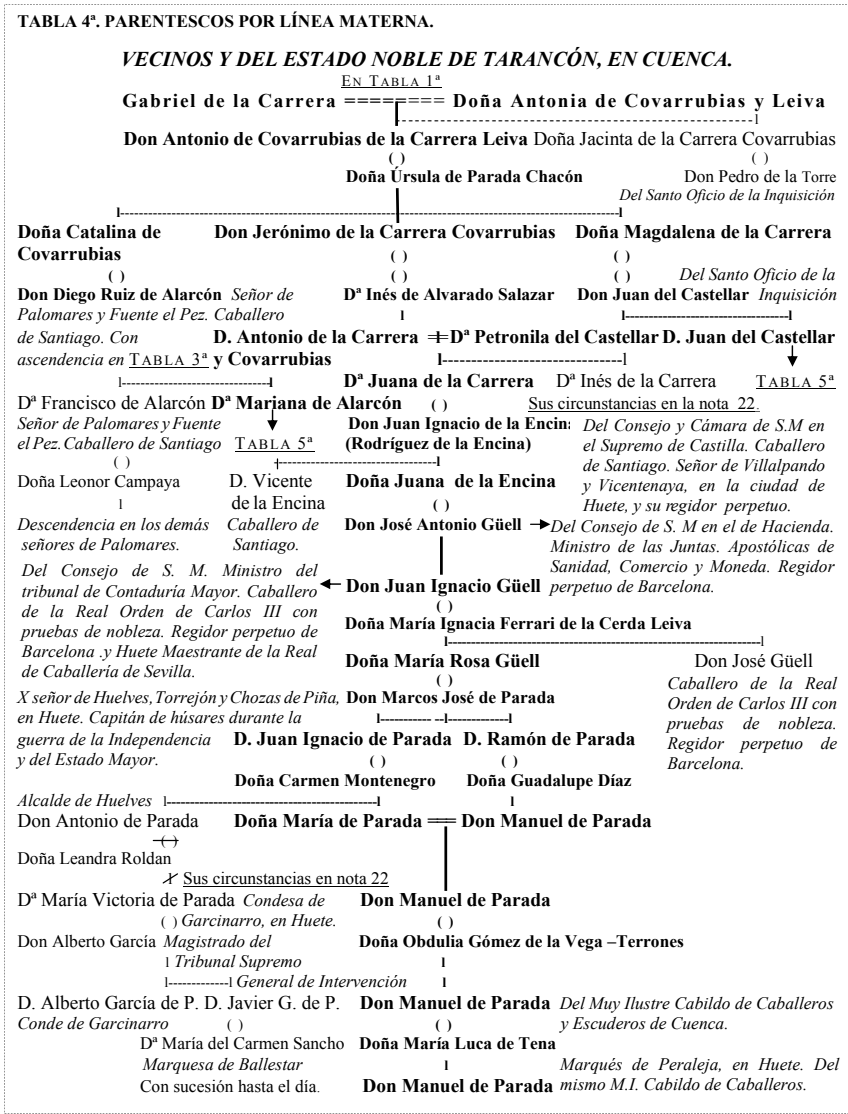 TABLA 4ª. PARENTESCOS POR LÍNEA MATERNA.
VECINOS Y DEL ESTADO NOBLE DE TARANCÓN, EN CUENCA.
EN TABLA 1ª
Gabriel de la Carrera ======== Doña Antonia de Covarrubias y Leiva
l---------------------------------------------------l
Don Antonio de Covarrubias de la Carrera Leiva Doña Jacinta de la Carrera Covarrubias
( ) ( )
Doña Úrsula de Parada Chacón Don Pedro de la Torre
Del Santo Oficio de la Inquisición
l-----------------------------------------------------------------------------l
Doña Catalina de Don Jerónimo de la Carrera Covarrubias Doña Magdalena de la Carrera
Covarrubias ( ) ( )
( ) ( ) ( ) Del Santo Oficio de la
Don Diego Ruiz de Alarcón Señor de Dª Inés de Alvarado Salazar Don Juan del Castellar Inquisición
Palomares y Fuente el Pez. Caballero l l----------------------------l
de Santiago. Con D. Antonio de la Carrera ╪ Dª Petronila del Castellar D. Juan del Castellar
ascendencia en TABLA 3ª y Covarrubias l-------------------------------l
l-------------------------l Dª Juana de la Carrera Dª Inés de la Carrera TABLA 5ª
Dª Francisco de Alarcón Dª Mariana de Alarcón ( ) Sus circunstancias en la nota 22.
Señor de Palomares y Fuente Don Juan Ignacio de la Encina Del Consejo y Cámara de S.M en
el Pez. Caballero de Santiago TABLA 5ª (Rodríguez de la Encina) el Supremo de Castilla. Caballero
( ) l---------------------------l de Santiago. Señor de Villalpando
Doña Leonor Campaya D. Vicente Doña Juana de la Encina y Vicentenaya, en la ciudad de
l de la Encina ( ) Huete, y su regidor perpetuo.
Descendencia en los demás Caballero de Don José Antonio Güell Del Consejo de S. M en el de Hacienda.
señores de Palomares. Santiago. Ministro de las Juntas. Apostólicas de
Del Consejo de S. M. Ministro del Sanidad, Comercio y Moneda. Regidor
tribunal de Contaduría Mayor. Caballero Don Juan Ignacio Güell perpetuo de Barcelona.
de la Real Orden de Carlos III con ( )
pruebas de nobleza. Regidor perpetuo de Doña María Ignacia Ferrari de la Cerda Leiva
Barcelona .y Huete Maestrante de la Real l-----------------------------------------------------l
de Caballería de Sevilla. Doña María Rosa Güell Don José Güell
( ) Caballero de la Real
X señor de Huelves, Torrejón y Chozas de Piña, Don Marcos José de Parada Orden de Carlos III con
en Huete. Capitán de húsares durante la l----------- --l-------------l pruebas de nobleza.
guerra de la Independencia D. Juan Ignacio de Parada D. Ramón de Parada Regidor perpetuo de
y del Estado Mayor. ( ) ( ) Barcelona.
Doña Carmen Montenegro Doña Guadalupe Díaz
Alcalde de Huelves l------------------------------------l l
Don Antonio de Parada Doña María de Parada === Don Manuel de Parada
( )
Doña Leandra Roldan
Sus circunstancias en nota 22
Dª María Victoria de Parada Condesa de Don Manuel de Parada
( ) Garcinarro, en Huete. ( )
Don Alberto García Magistrado del Doña Obdulia Gómez de la Vega –Terrones
l Tribunal Supremo l
l-------------l General de Intervención l
D. Alberto García de P. D. Javier G. de P. Don Manuel de Parada Del Muy Ilustre Cabildo de Caballeros
Conde de Garcinarro ( ) ( ) y Escuderos de Cuenca.
Dª María del Carmen Sancho Doña María Luca de Tena
Marquesa de Ballestar l Marqués de Peraleja, en Huete. Del
Con sucesión hasta el día. Don Manuel de Parada mismo M.I. Cabildo de Caballeros.